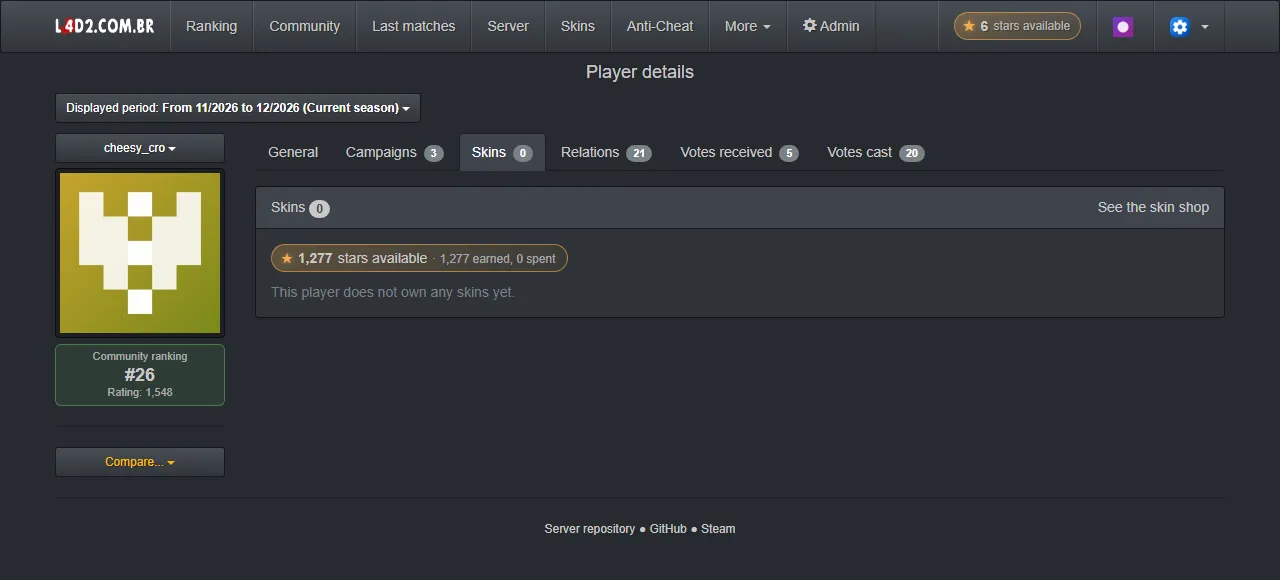 L4D2.COM.BR Ranking Community Last matches Server Skins Anti-Cheat More Admin ★ 6 stars available
Player details
Displayed period: From 11/2026 to 12/2026 (Current season)
cheesy_cro
General Campaigns 3 Skins 0 Relations 21 Votes received 5 Votes cast 20
Skins 0 See the skin shop
★ 1,277 stars available · 1,277 earned, 0 spent
This player does not own any skins yet.
Community ranking
#26
Rating: 1,548
Compare...
Server repository ● GitHub ● Steam